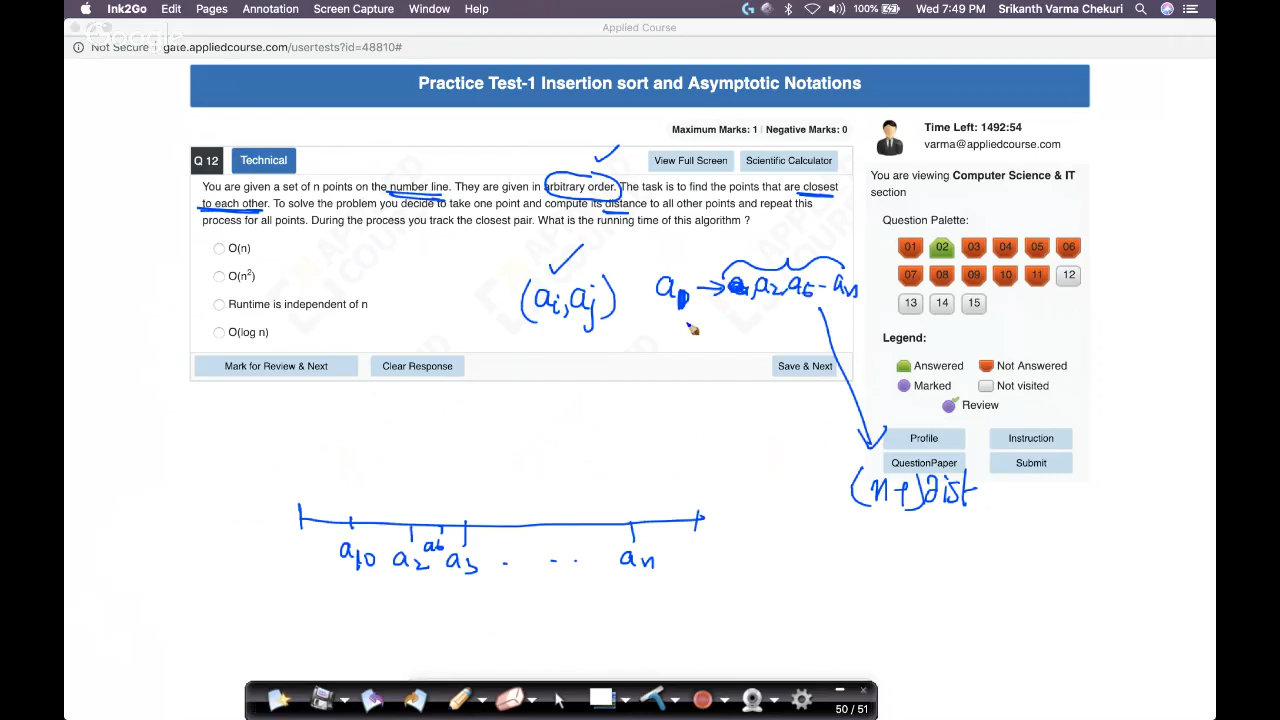 Ink2Go Edit Pages Annotation Screen Capture Window Help 100% Wed 7:49 PM Srikanth Varma Chekuri
Applied Course
Google
Not Secure gate.appliedcourse.com/usertests?id=48810#
Practice Test-1 Insertion sort and Asymptotic Notations
Maximum Marks: 1 | Negative Marks: 0
Q 12 Technical View Full Screen Scientific Calculator
You are given a set of n points on the number line. They are given in arbitrary order. The task is to find the points that are closest
to each other. To solve the problem you decide to take one point and compute its distance to all other points and repeat this
process for all points. During the process you track the closest pair. What is the running time of this algorithm ?
O(n)
O(n²)
Runtime is independent of n
O(log n)
(ai, aj)
a → a2, a5 - an
Mark for Review & Next Clear Response Save & Next
Time Left: 1492:54
varma@appliedcourse.com
You are viewing Computer Science & IT
section
Question Palette:
01 02 03 04 05 06
07 08 09 10 11 12
13 14 15
Legend:
Answered Not Answered
Marked Not visited
Review
Profile Instruction
QuestionPaper Submit
(n-1) dist
a10 a2 a6 a3 . . . . an
50 / 51